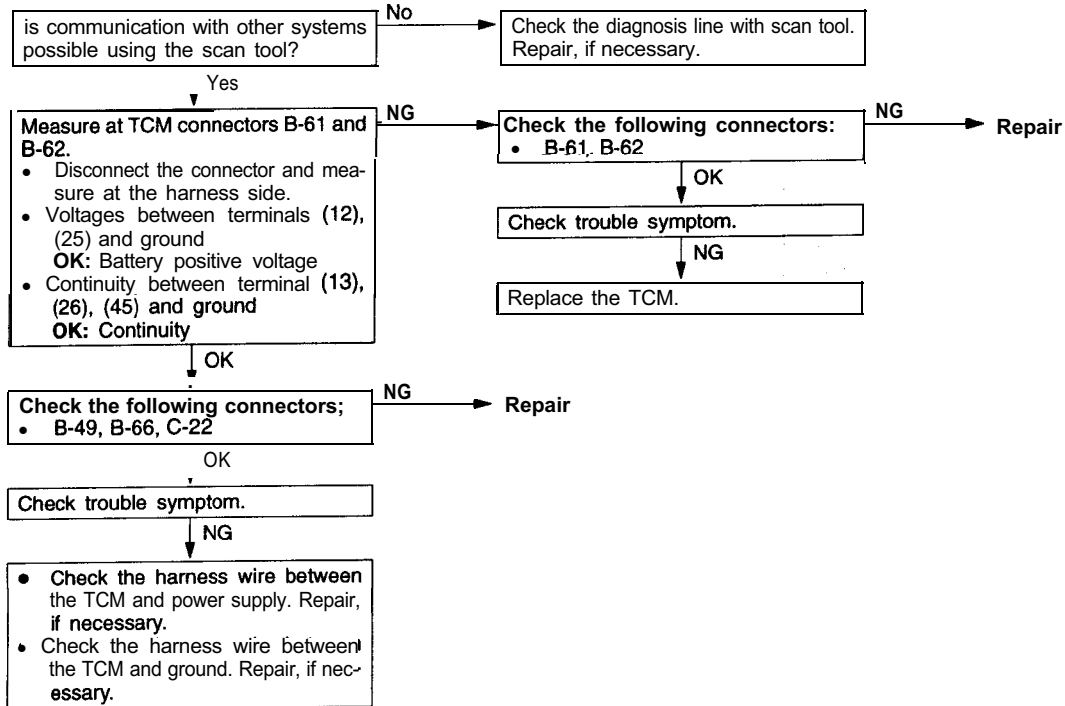 is communication with other systems
possible using the scan tool?
No
Check the diagnosis line with scan tool.
Repair, if necessary.
Yes
Measure at TCM connectors B-61 and
B-62.
• Disconnect the connector and mea-
sure at the harness side.
• Voltages between terminals (12),
(25) and ground
OK: Battery positive voltage
• Continuity between terminal (13),
(26), (45) and ground
OK: Continuity
NG
Check the following connectors:
• B-61, B-62
NG
Repair
OK
Check trouble symptom.
NG
Replace the TCM.
OK
Check the following connectors;
• B-49, B-66, C-22
NG
Repair
OK
Check trouble symptom.
NG
• Check the harness wire between
the TCM and power supply. Repair,
if necessary.
• Check the harness wire between
the TCM and ground. Repair, if nec-
essary.